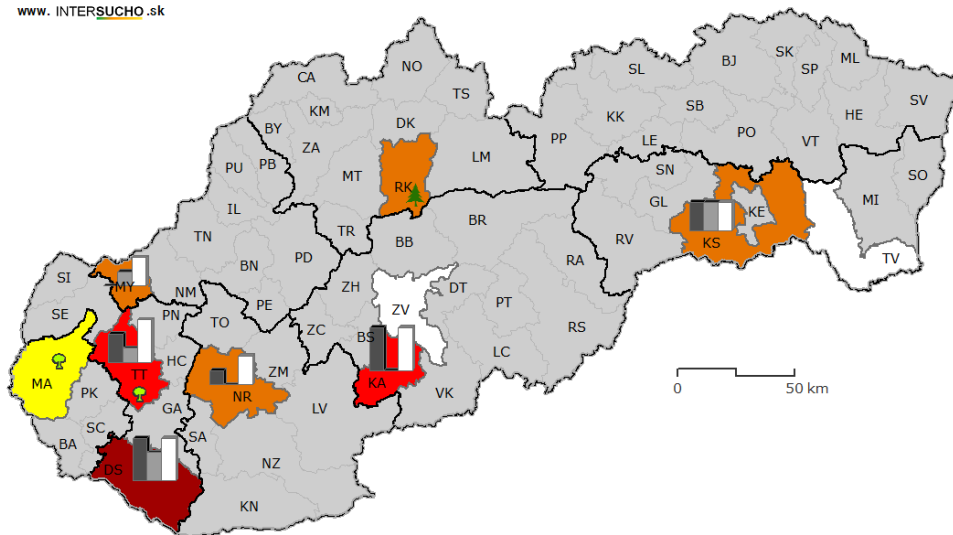 www. INTERSUCHO .sk
NO
CA
TS
KM
BY
DK
ZA
PU
PB
MT
LM
RK
IL
TR
BR
TN
BB
PD
BN
RA
SI
MY
NM
ZH
DT
PE
PT
SE
PN
TO
ZC
BS
ZV
RS
HC
LC
TT
ZM
KA
MA
PK
NR
VK
GA
LV
SC
SA
BA
DS
NZ
KN
SK
BJ
ML
SL
SP
SV
KK
SB
HE
PP
LE
PO
VT
SN
SO
GL
MI
KE
RV
KS
TV
0 50 km